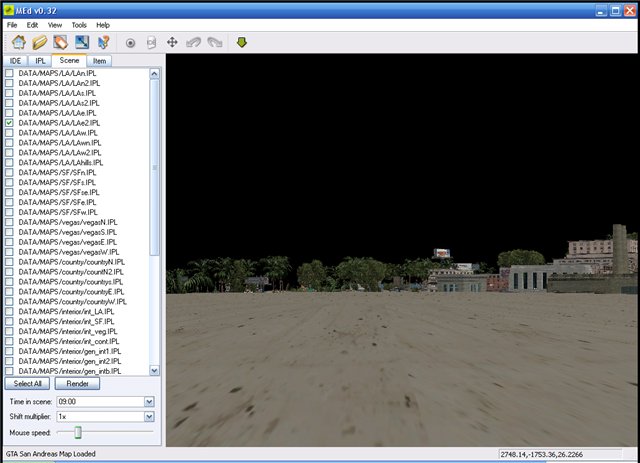 MEd v0.32
File Edit View Tools Help
IDE IPL Scene Item
DATA/MAPS/LA/LAn.IPL
DATA/MAPS/LA/LAn2.IPL
DATA/MAPS/LA/LAs.IPL
DATA/MAPS/LA/LAs2.IPL
DATA/MAPS/LA/LAe.IPL
DATA/MAPS/LA/LAe2.IPL
DATA/MAPS/LA/LAw.IPL
DATA/MAPS/LA/LAwn.IPL
DATA/MAPS/LA/LAw2.IPL
DATA/MAPS/LA/LAhills.IPL
DATA/MAPS/SF/SFn.IPL
DATA/MAPS/SF/SFs.IPL
DATA/MAPS/SF/SFse.IPL
DATA/MAPS/SF/SFe.IPL
DATA/MAPS/SF/SFw.IPL
DATA/MAPS/vegas/vegasN.IPL
DATA/MAPS/vegas/vegasS.IPL
DATA/MAPS/vegas/vegasE.IPL
DATA/MAPS/vegas/vegasW.IPL
DATA/MAPS/country/countryN.IPL
DATA/MAPS/country/countN2.IPL
DATA/MAPS/country/countrys.IPL
DATA/MAPS/country/countryE.IPL
DATA/MAPS/country/countryW.IPL
DATA/MAPS/interior/int_LA.IPL
DATA/MAPS/interior/int_SF.IPL
DATA/MAPS/interior/int_veg.IPL
DATA/MAPS/interior/int_cont.IPL
DATA/MAPS/interior/gen_int1.IPL
DATA/MAPS/interior/gen_int2.IPL
DATA/MAPS/interior/gen_intb.IPL
Select All Render
Time in scene: 09:00
Shift multiplier: 1x
Mouse speed:
GTA San Andreas Map Loaded 2748.14,-1753.36,26.2266